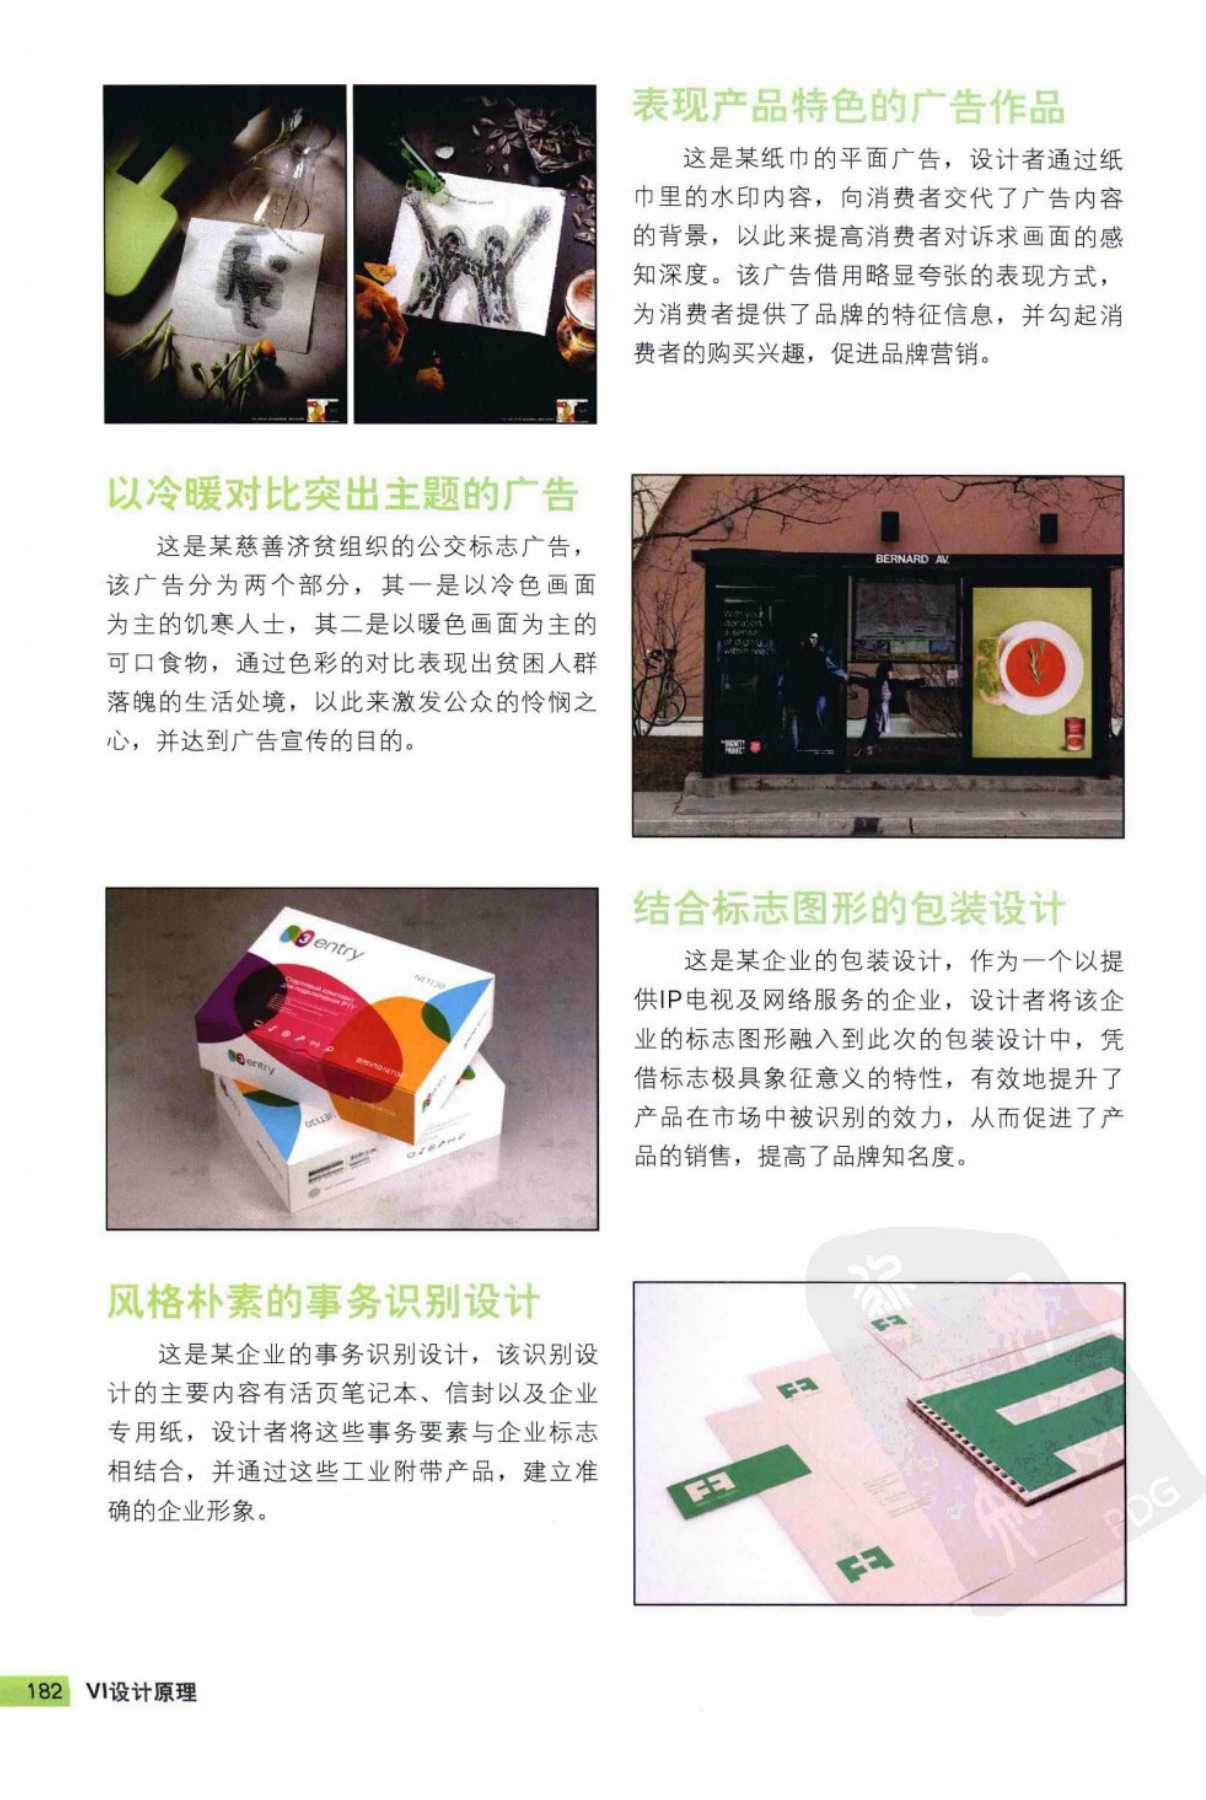 表现产品特色的广告作品
这是某纸巾的平面广告，设计者通过纸
巾里的水印内容，向消费者交代了广告内容
的背景，以此来提高消费者对诉求画面的感
知深度。该广告借用略显夸张的表现方式，
为消费者提供了品牌的特征信息，并勾起消
费者的购买兴趣，促进品牌营销。
以冷暖对比突出主题的广告
这是某慈善济贫组织的公交标志广告，
该广告分为两个部分，其一是以冷色画面
为主的饥寒人士，其二是以暖色画面为主的
可口食物，通过色彩的对比表现出贫困人群
落魄的生活处境，以此来激发公众的怜悯之
心，并达到广告宣传的目的。
BERNARD AV.
With your
donation,
a sense
of dignity is
within reach.
结合标志图形的包装设计
这是某企业的包装设计，作为一个以提
供IP电视及网络服务的企业，设计者将该企
业的标志图形融入到此次的包装设计中，凭
借标志极具象征意义的特性，有效地提升了
产品在市场中被识别的效力，从而促进了产
品的销售，提高了品牌知名度。
3 entry
NET130
Стартовый комплект
для подключения IPTV
3 entry
NET130
风格朴素的事务识别设计
这是某企业的事务识别设计，该识别设
计的主要内容有活页笔记本、信封以及企业
专用纸，设计者将这些事务要素与企业标志
相结合，并通过这些工业附带产品，建立准
确的企业形象。
PDG
182 VI设计原理